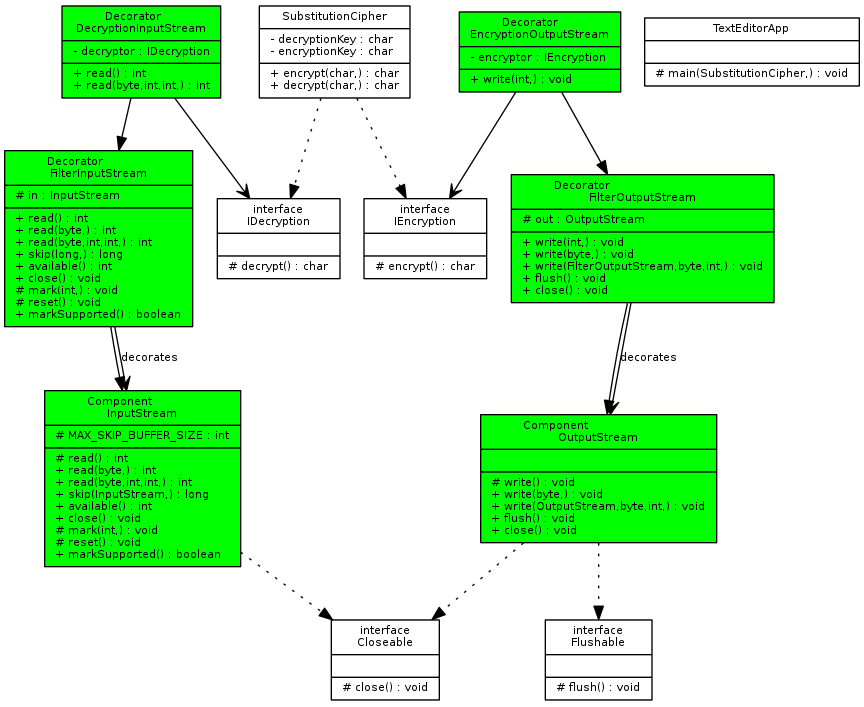 Decorator
DecryptionInputStream
- decryptor : IDecryption
+ read() : int
+ read(byte,int,int,) : int
SubstitutionCipher
- decryptionKey : char
- encryptionKey : char
+ encrypt(char,) : char
+ decrypt(char,) : char
Decorator
EncryptionOutputStream
- encryptor : IEncryption
+ write(int,) : void
TextEditorApp
# main(SubstitutionCipher,) : void
Decorator
FilterInputStream
# in : InputStream
+ read() : int
+ read(byte,) : int
+ read(byte,int,int,) : int
+ skip(long,) : long
+ available() : int
+ close() : void
# mark(int,) : void
# reset() : void
+ markSupported() : boolean
interface
IDecryption
# decrypt() : char
interface
IEncryption
# encrypt() : char
Decorator
FilterOutputStream
# out : OutputStream
+ write(int,) : void
+ write(byte,) : void
+ write(FilterOutputStream,byte,int,) : void
+ flush() : void
+ close() : void
decorates
decorates
Component
InputStream
# MAX_SKIP_BUFFER_SIZE : int
# read() : int
+ read(byte,) : int
+ read(byte,int,int,) : int
+ skip(InputStream,) : long
+ available() : int
+ close() : void
# mark(int,) : void
# reset() : void
+ markSupported() : boolean
Component
OutputStream
# write() : void
+ write(byte,) : void
+ write(OutputStream,byte,int,) : void
+ flush() : void
+ close() : void
interface
Closeable
# close() : void
interface
Flushable
# flush() : void